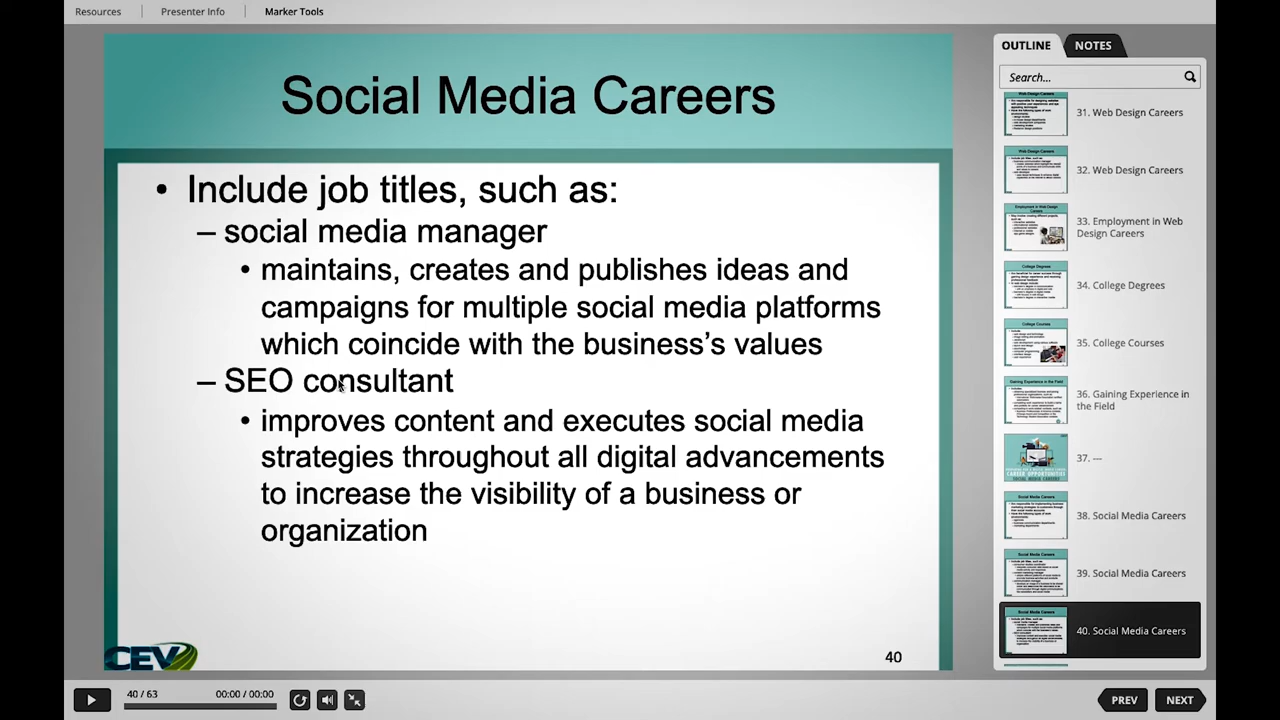 Resources
Presenter Info
Marker Tools
Social Media Careers
• Include job titles, such as:
– social media manager
• maintains, creates and publishes ideas and
campaigns for multiple social media platforms
which coincide with the business's values
– SEO consultant
• improves content and executes social media
strategies throughout all digital advancements
to increase the visibility of a business or
organization
CEV
40
OUTLINE
NOTES
Search...
31. Web Design Careers
32. Web Design Careers
33. Employment in Web
Design Careers
34. College Degrees
35. College Courses
36. Gaining Experience in
the Field
37. ---
38. Social Media Careers
39. Social Media Careers
40. Social Media Careers
40 / 63
00:00 / 00:00
PREV
NEXT